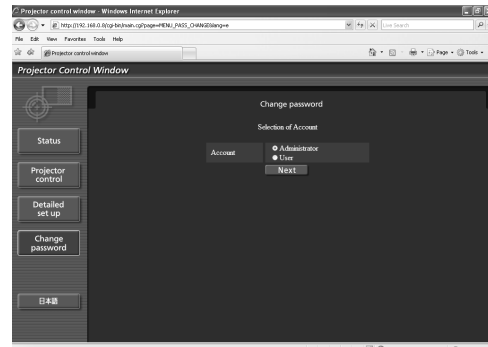 Projector control window - Windows Internet Explorer
http://192.168.0.8/cgi-bin/main.cgi?page=MENU_PASS_CHANGE&lang=e
Live Search
File Edit View Favorites Tools Help
Projector control window
Page Tools
Projector Control Window
Change password
Selection of Account
Account
Administrator
User
Next
Status
Projector
control
Detailed
set up
Change
password
日本語